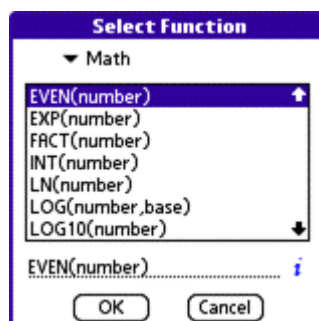 Select Function
Math
EVEN(number)
EXP(number)
FACT(number)
INT(number)
LN(number)
LOG(number,base)
LOG10(number)
EVEN(number)
i
OK Cancel